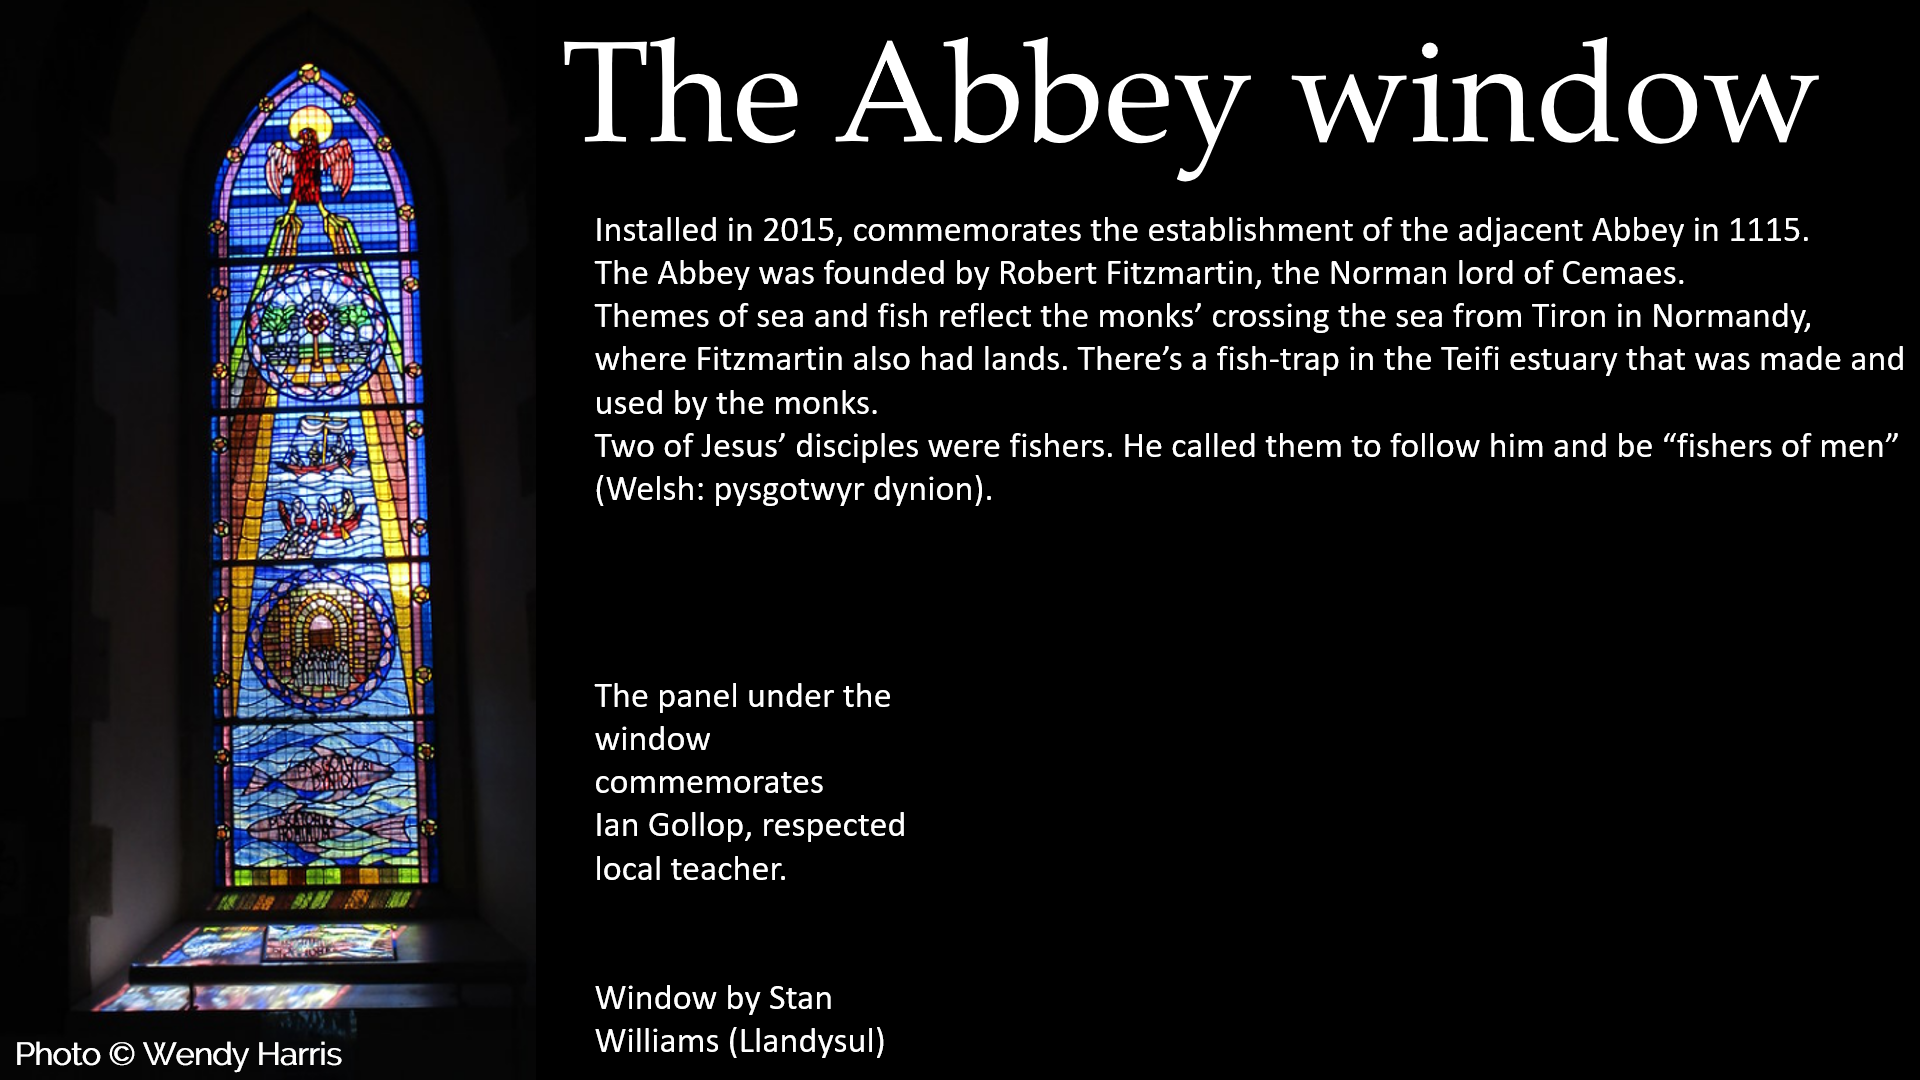 The Abbey window
Installed in 2015, commemorates the establishment of the adjacent Abbey in 1115.
The Abbey was founded by Robert Fitzmartin, the Norman lord of Cemaes.
Themes of sea and fish reflect the monks’ crossing the sea from Tiron in Normandy,
where Fitzmartin also had lands. There’s a fish-trap in the Teifi estuary that was made and
used by the monks.
Two of Jesus’ disciples were fishers. He called them to follow him and be “fishers of men”
(Welsh: pysgotwyr dynion).
PYSGOTWYR
DYNION
PISCATORES
HOMINUM
The panel under the
window
commemorates
Ian Gollop, respected
local teacher.
Window by Stan
Williams (Llandysul)
Photo © Wendy Harris